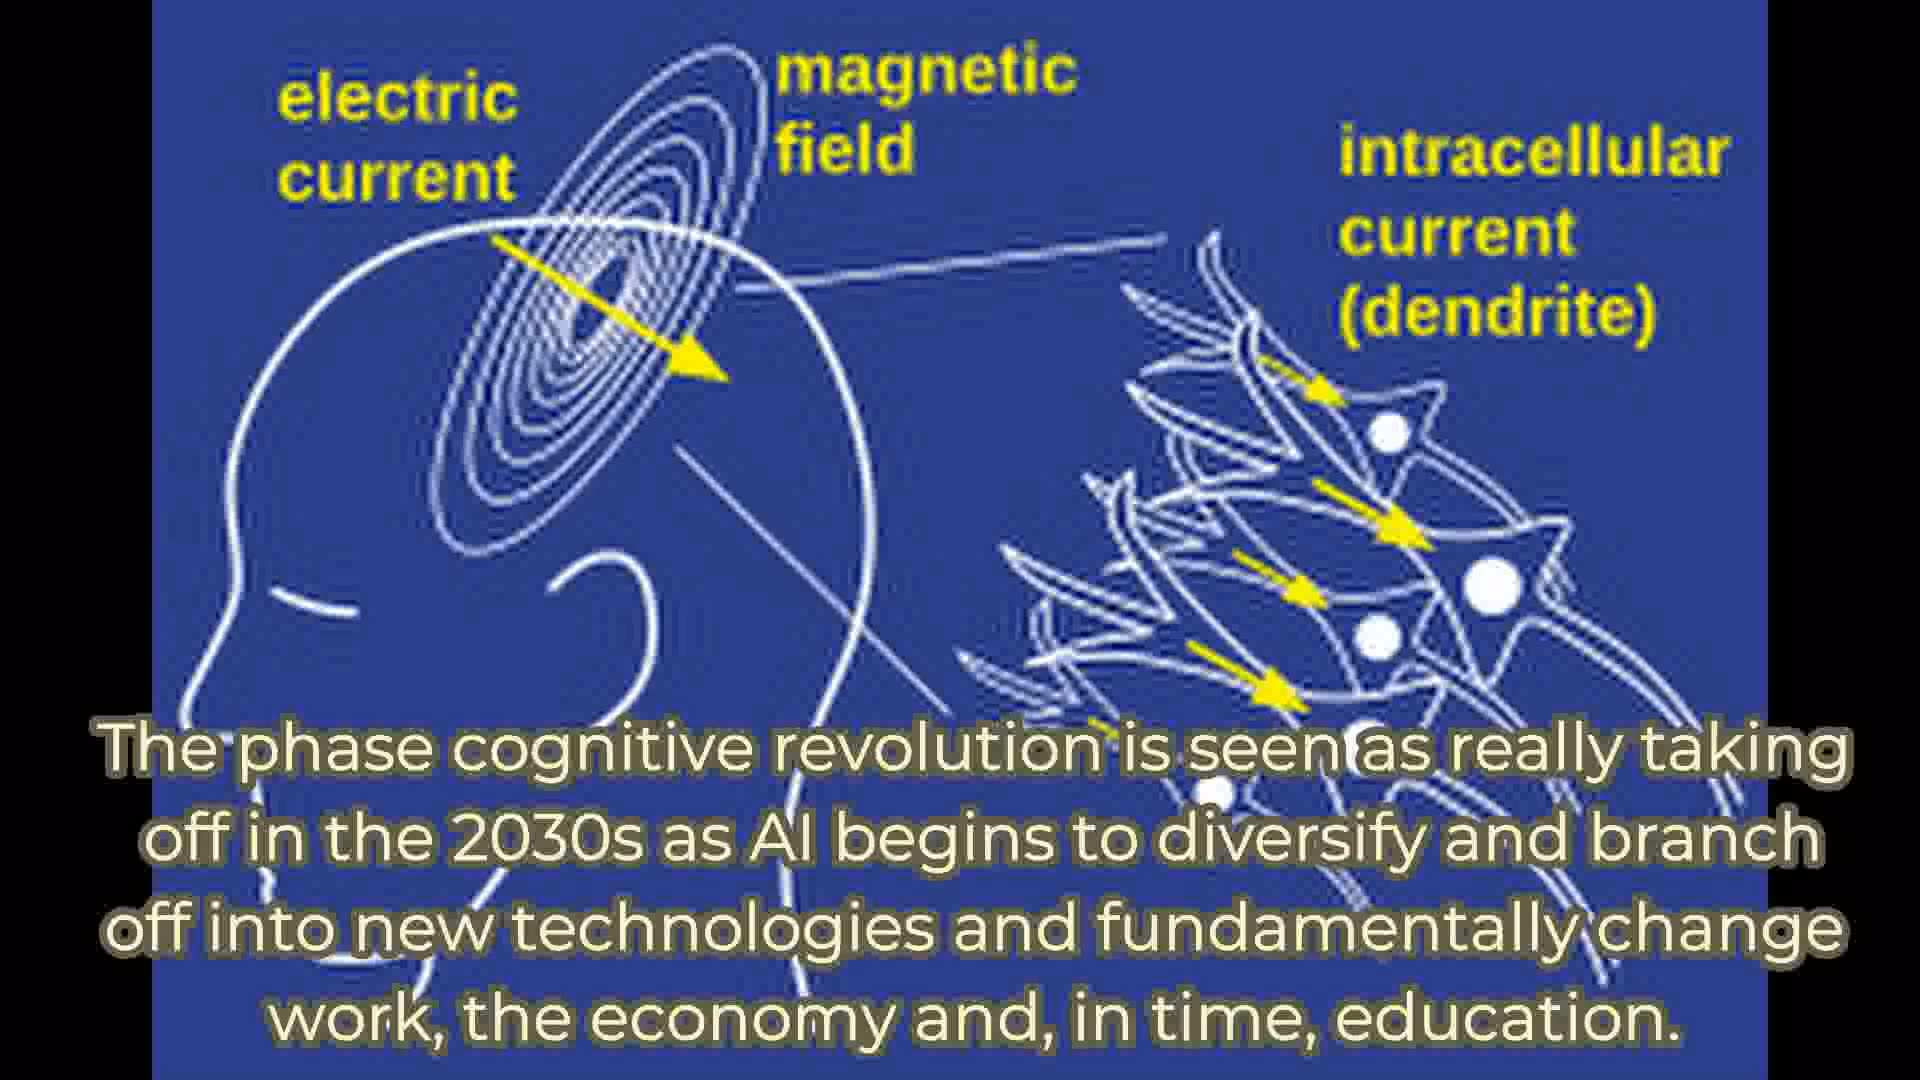 electric
current
magnetic
field
intracellular
current
(dendrite)
The phase cognitive revolution is seen as really taking
off in the 2030s as AI begins to diversify and branch
off into new technologies and fundamentally change
work, the economy and, in time, education.